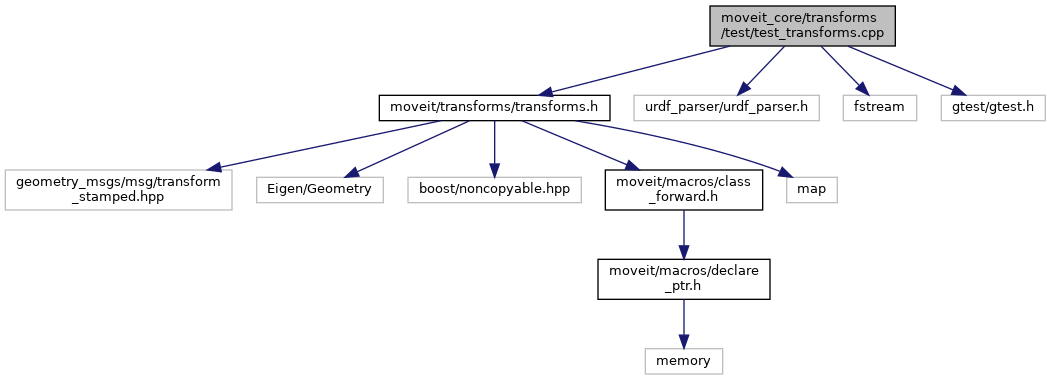 moveit_core/transforms
/test/test_transforms.cpp
moveit/transforms/transforms.h
urdf_parser/urdf_parser.h
fstream
gtest/gtest.h
geometry_msgs/msg/transform
_stamped.hpp
Eigen/Geometry
boost/noncopyable.hpp
moveit/macros/class
_forward.h
map
moveit/macros/declare
_ptr.h
memory